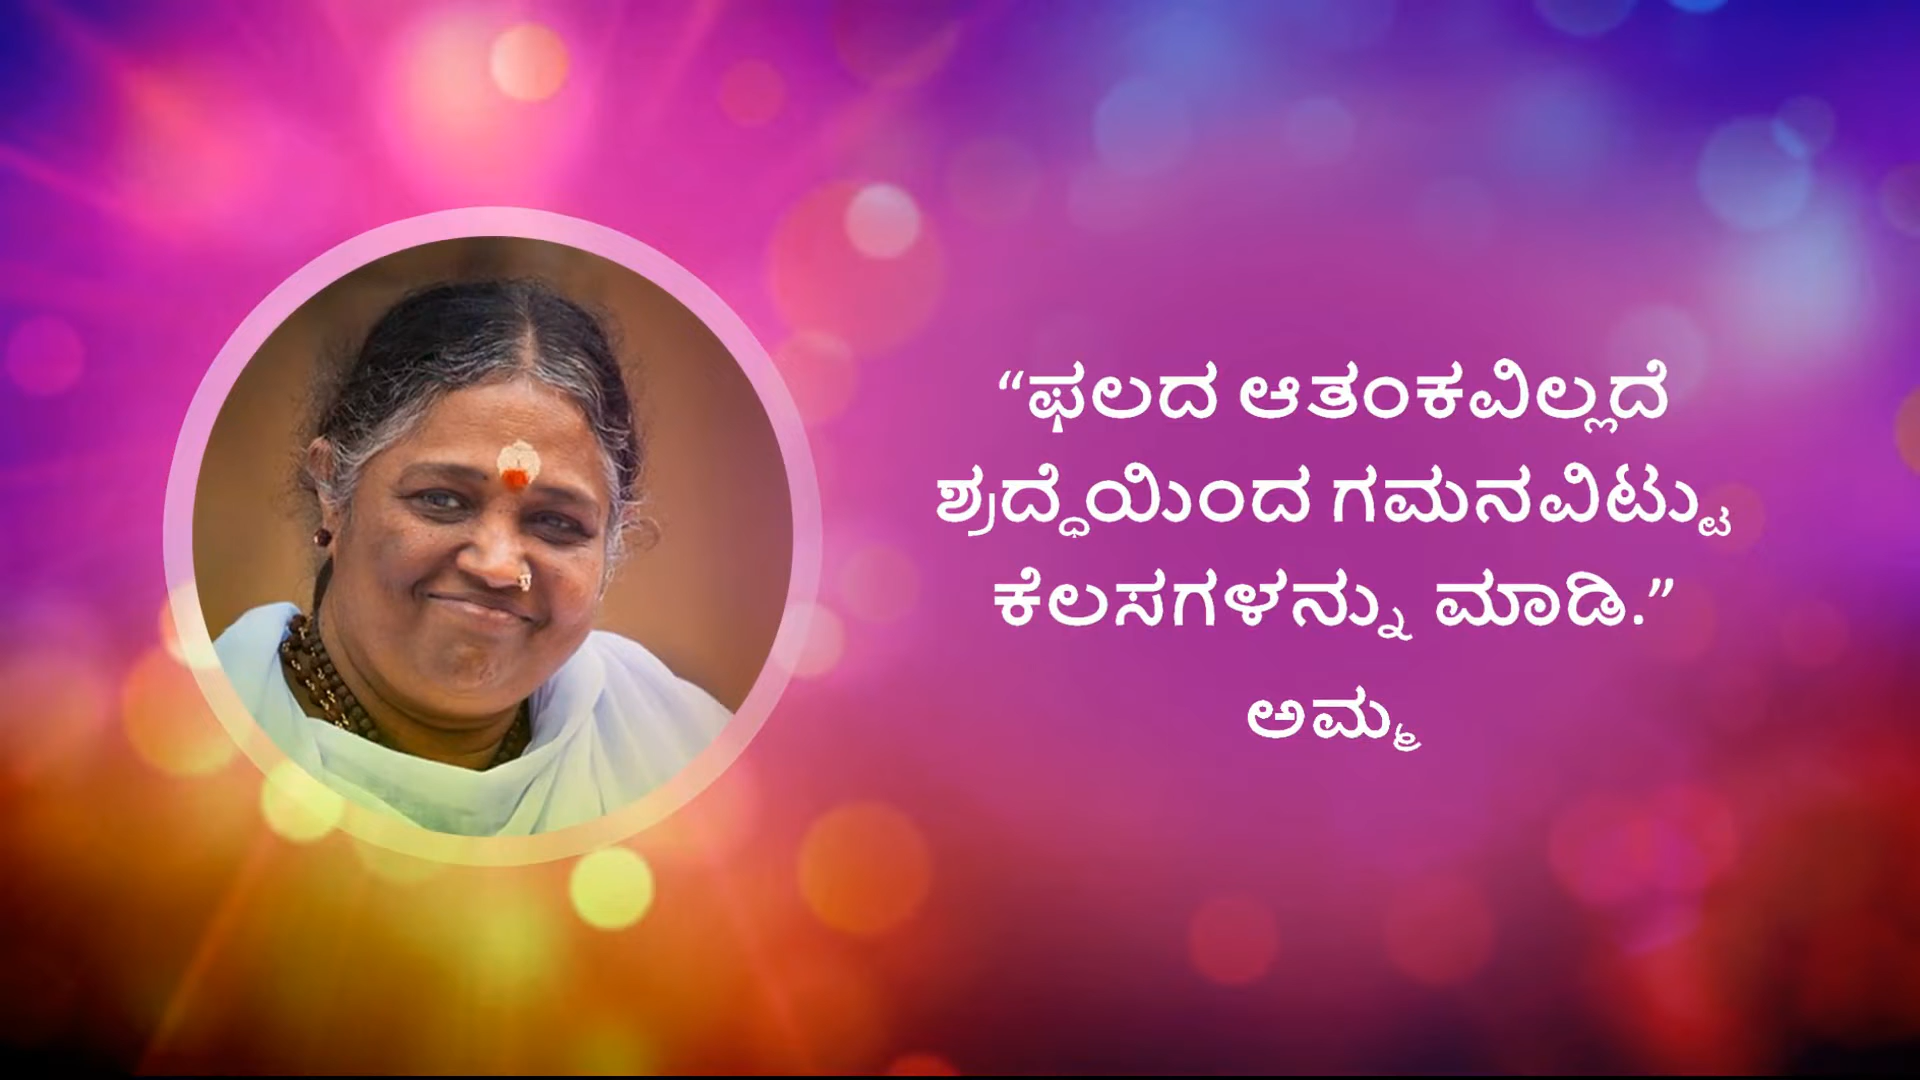 “ಫಲದ ಆತಂಕವಿಲ್ಲದೆ
ಶ್ರದ್ಧೆಯಿಂದ ಗಮನವಿಟ್ಟು
ಕೆಲಸಗಳನ್ನು ಮಾಡಿ.”
ಅಮ್ಮ